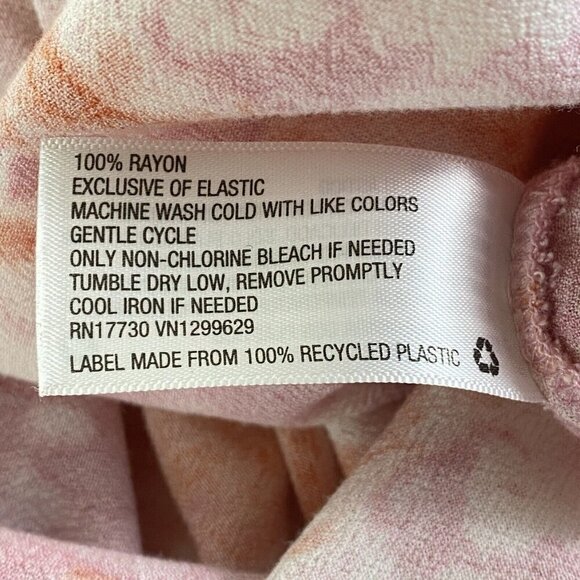 100% RAYON
EXCLUSIVE OF ELASTIC
MACHINE WASH COLD WITH LIKE COLORS
GENTLE CYCLE
ONLY NON-CHLORINE BLEACH IF NEEDED
TUMBLE DRY LOW, REMOVE PROMPTLY
COOL IRON IF NEEDED
RN17730 VN1299629
LABEL MADE FROM 100% RECYCLED PLASTIC